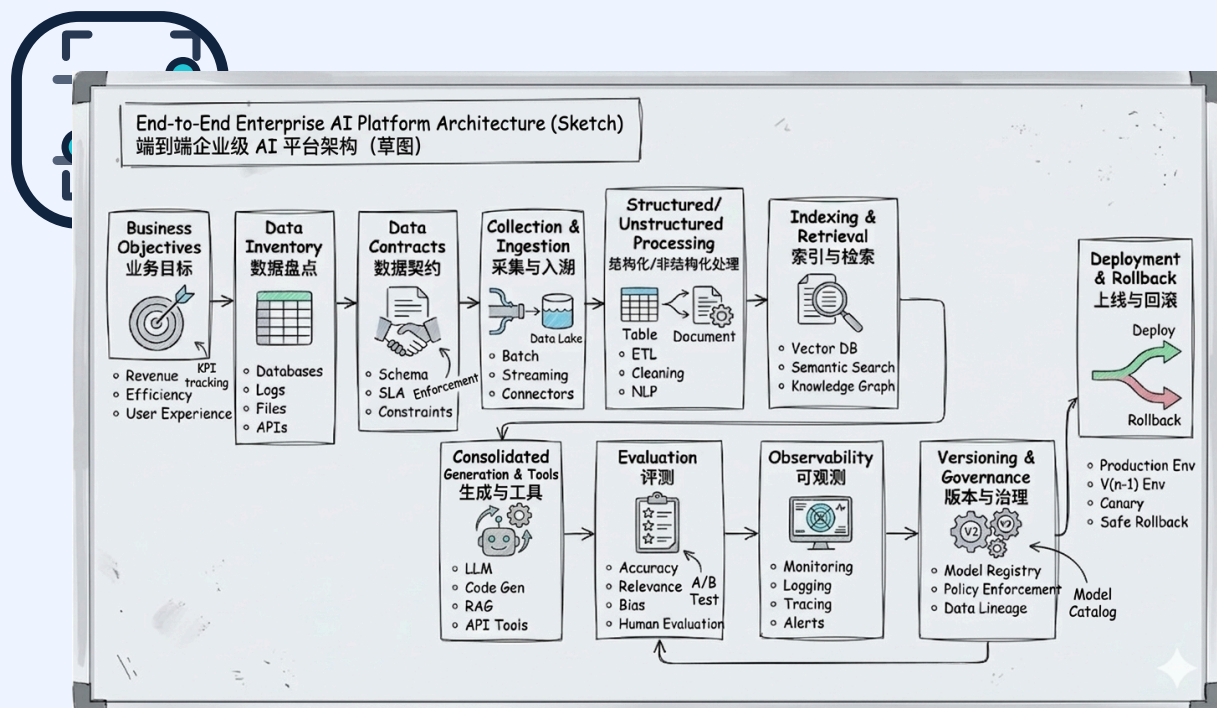 End-to-End Enterprise AI Platform Architecture (Sketch)
端到端企业级 AI 平台架构（草图）
Business
Objectives
业务目标
KPI
tracking
Revenue
Efficiency
User Experience
Data
Inventory
数据盘点
Databases
Logs
Files
APIs
Data
Contracts
数据契约
Schema
SLA
Enforcement
Constraints
Collection &
Ingestion
采集与入湖
Data Lake
Batch
Streaming
Connectors
Structured/
Unstructured
Processing
结构化/非结构化处理
Table
Document
ETL
Cleaning
NLP
Indexing &
Retrieval
索引与检索
Vector DB
Semantic Search
Knowledge Graph
Consolidated
Generation & Tools
生成与工具
LLM
Code Gen
RAG
API Tools
Evaluation
评测
Accuracy
Relevance
Bias
Human Evaluation
A/B
Test
Observability
可观测
Monitoring
Logging
Tracing
Alerts
Versioning &
Governance
版本与治理
V2
Model Registry
Policy Enforcement
Data Lineage
Model
Catalog
Deployment
& Rollback
上线与回滚
Deploy
Rollback
Production Env
V(n-1) Env
Canary
Safe Rollback